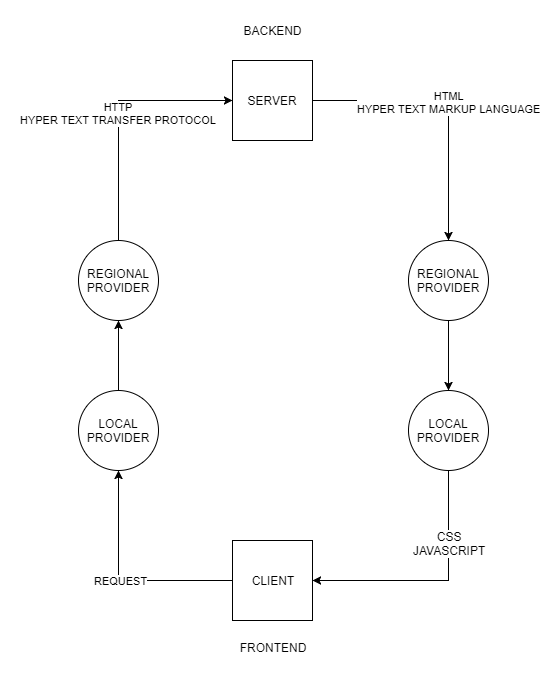 BACKEND
SERVER
HTTP
HYPER TEXT TRANSFER PROTOCOL
HTML
HYPER TEXT MARKUP LANGUAGE
REGIONAL
PROVIDER
REGIONAL
PROVIDER
LOCAL
PROVIDER
LOCAL
PROVIDER
CSS
JAVASCRIPT
REQUEST
CLIENT
FRONTEND